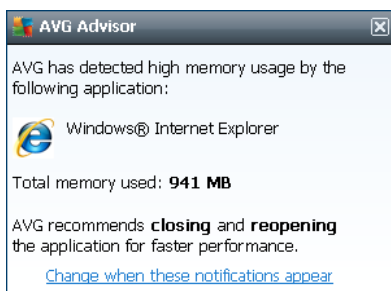 AVG Advisor
AVG has detected high memory usage by the
following application:
Windows® Internet Explorer
Total memory used: 941 MB
AVG recommends closing and reopening
the application for faster performance.
Change when these notifications appear